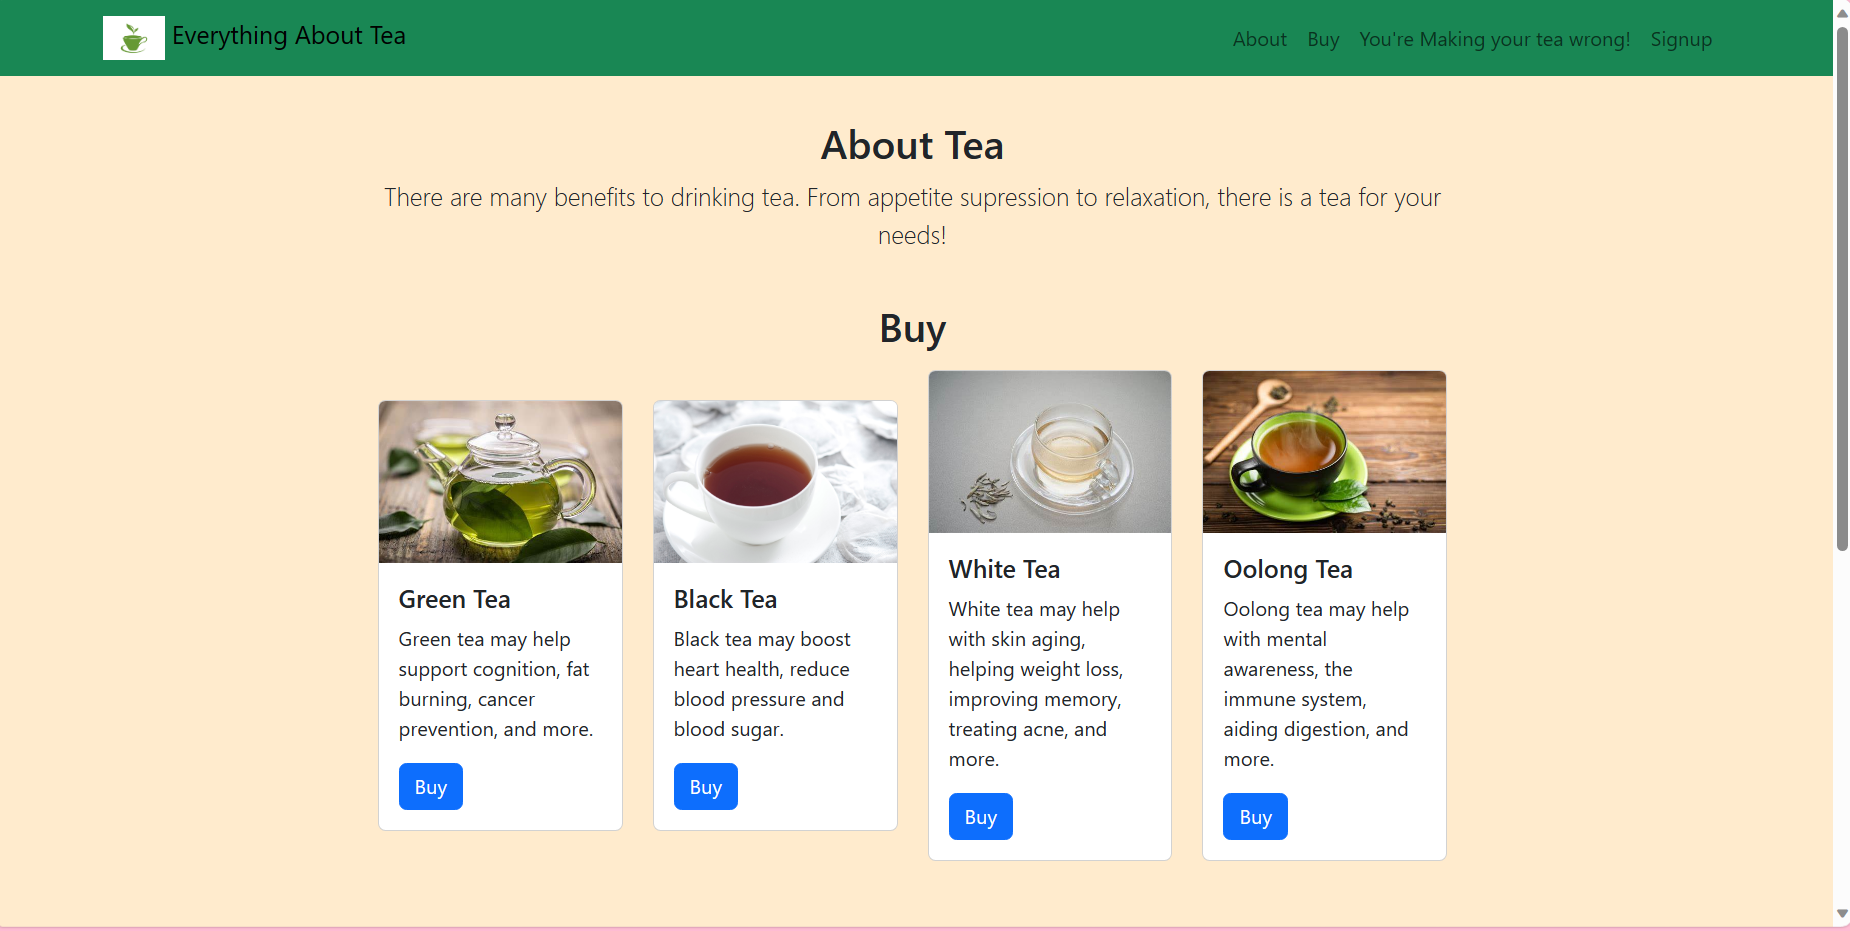 Everything About Tea
About Buy You're Making your tea wrong! Signup
About Tea
There are many benefits to drinking tea. From appetite supression to relaxation, there is a tea for your
needs!
Buy
Green Tea
Green tea may help
support cognition, fat
burning, cancer
prevention, and more.
Buy
Black Tea
Black tea may boost
heart health, reduce
blood pressure and
blood sugar.
Buy
White Tea
White tea may help
with skin aging,
helping weight loss,
improving memory,
treating acne, and
more.
Buy
Oolong Tea
Oolong tea may help
with mental
awareness, the
immune system,
aiding digestion, and
more.
Buy